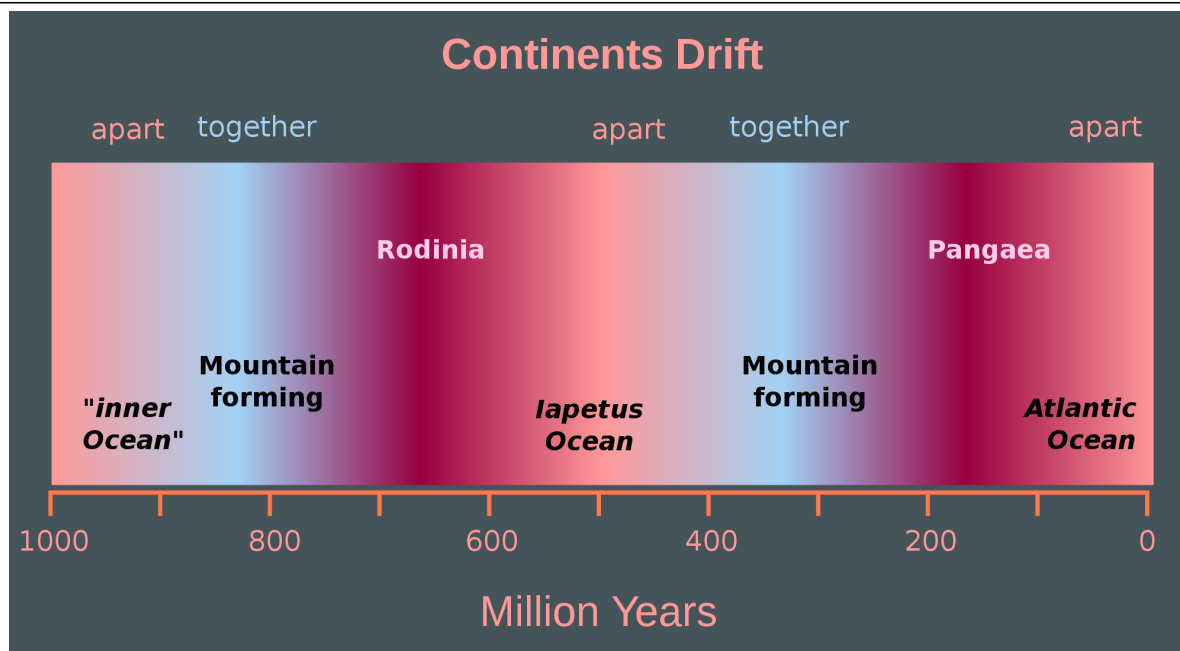 Continents Drift
apart together apart together apart
Rodinia Pangaea
Mountain
forming
Mountain
forming
"inner
Ocean"
Iapetus
Ocean
Atlantic
Ocean
1000 800 600 400 200 0
Million Years